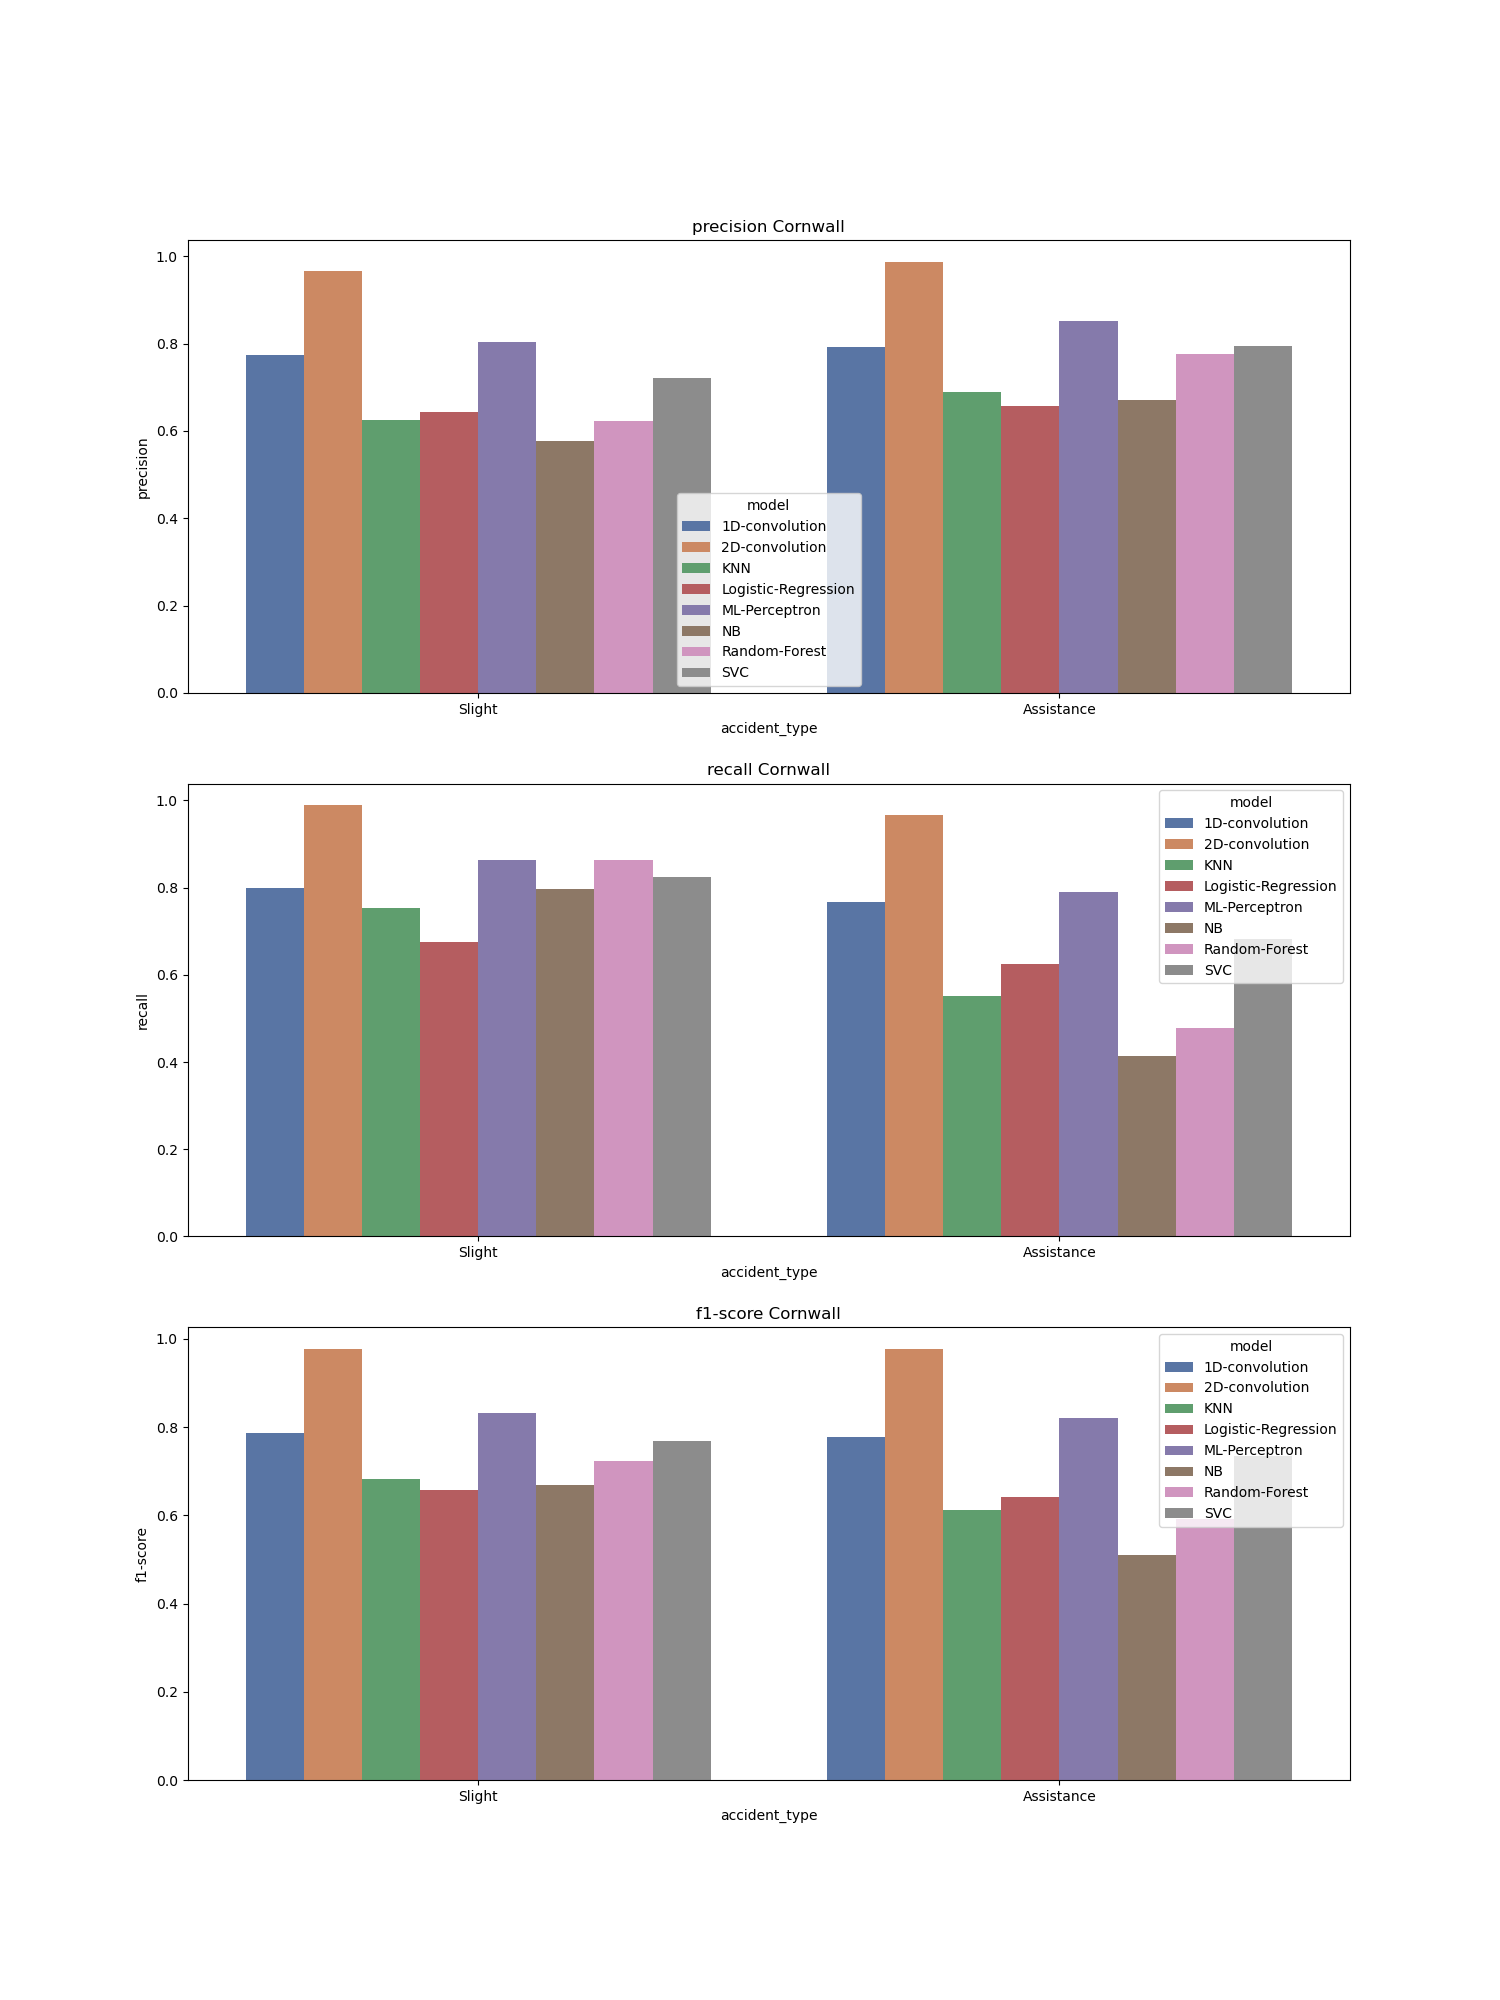 precision Cornwall
1.0
0.8
0.6
0.4
0.2
0.0
precision
model
1D-convolution
2D-convolution
KNN
Logistic-Regression
ML-Perceptron
NB
Random-Forest
SVC
Slight
Assistance
accident_type
recall Cornwall
1.0
0.8
0.6
0.4
0.2
0.0
recall
model
1D-convolution
2D-convolution
KNN
Logistic-Regression
ML-Perceptron
NB
Random-Forest
SVC
Slight
Assistance
accident_type
f1-score Cornwall
1.0
0.8
0.6
0.4
0.2
0.0
f1-score
model
1D-convolution
2D-convolution
KNN
Logistic-Regression
ML-Perceptron
NB
Random-Forest
SVC
Slight
Assistance
accident_type